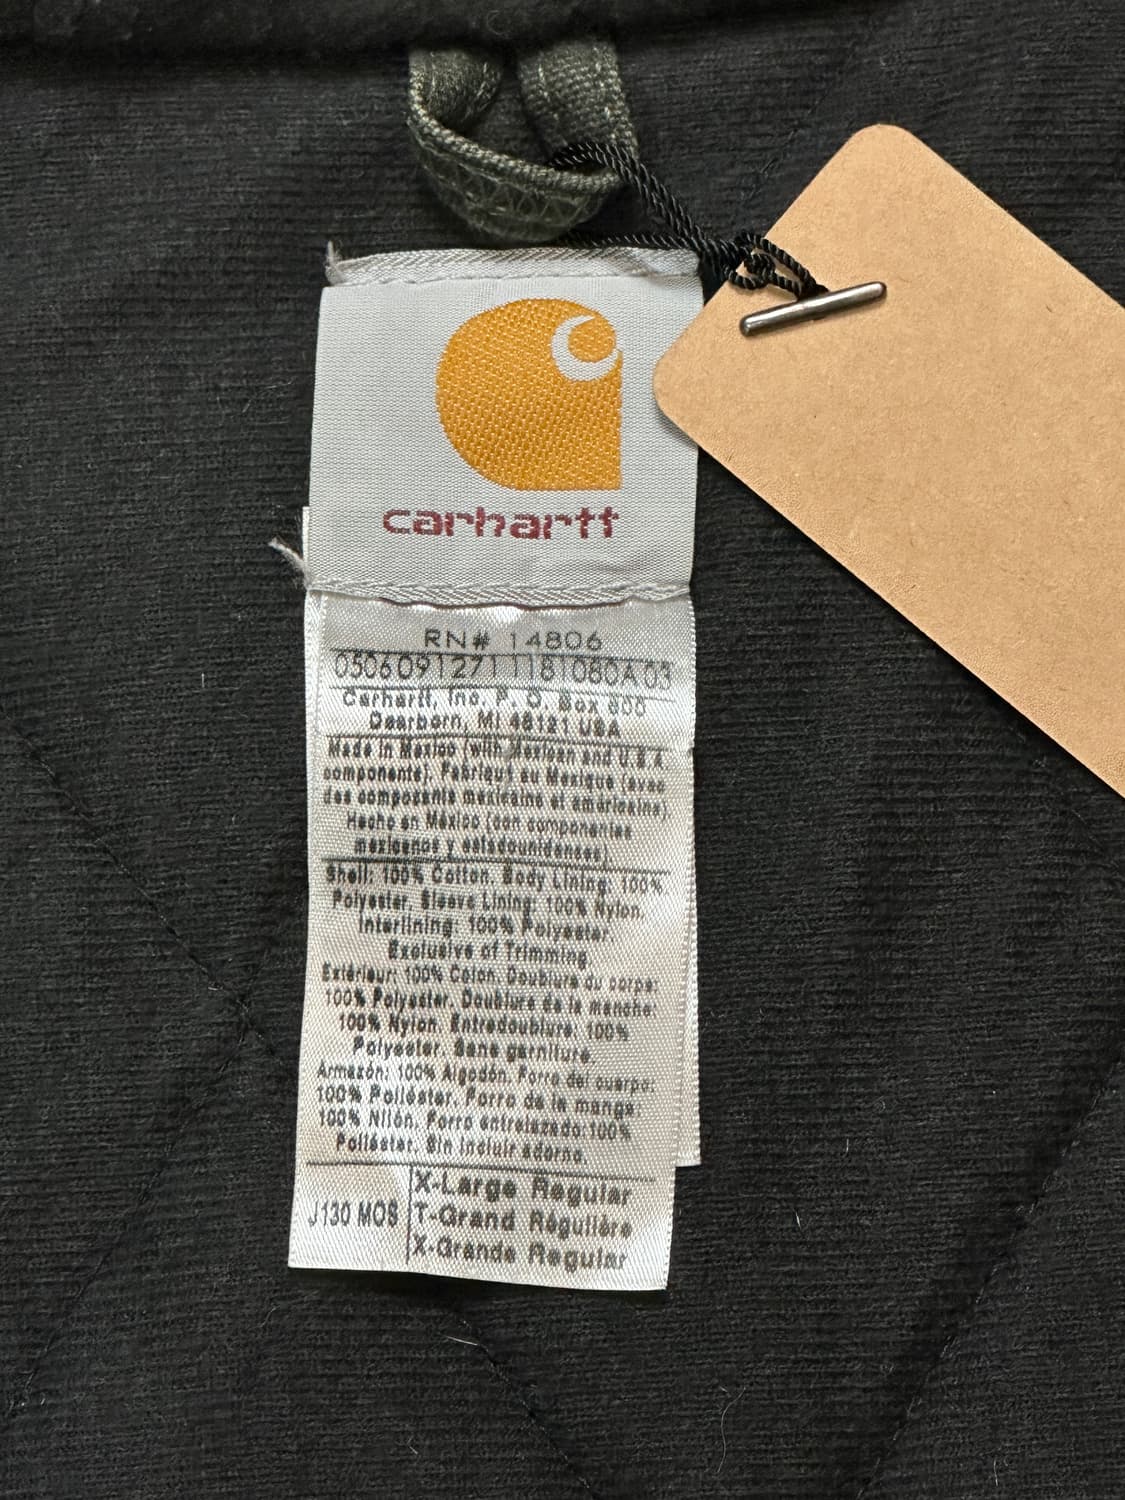 carhartt
RN# 14806
0506091271 1181080A 03
Carhartt, Inc, P. O. Box 600
Dearborn, MI 48121 USA
Made in Mexico (with Mexican and U.S.A
components). Fabriqué au Mexique (avec
des composants mexicains et américains).
Hecho en México (con componentes
mexicanos y estadounidenses).
Shell: 100% Cotton. Body Lining: 100%
Polyester. Sleeve Lining: 100% Nylon.
Interlining: 100% Polyester.
Exclusive of Trimming
Extérieur: 100% Coton. Doublure du corps:
100% Polyester. Doublure de la manche:
100% Nylon. Entredoublure: 100%
Polyester. Sans garniture.
Armazón: 100% Algodón. Forro del cuerpo:
100% Poliéster. Forro de la manga:
100% Nilón. Forro entrelazado: 100%
Poliéster. Sin incluir adorno.
J130 MOS
X-Large Regular
T-Grand Régulière
X-Grande Regular